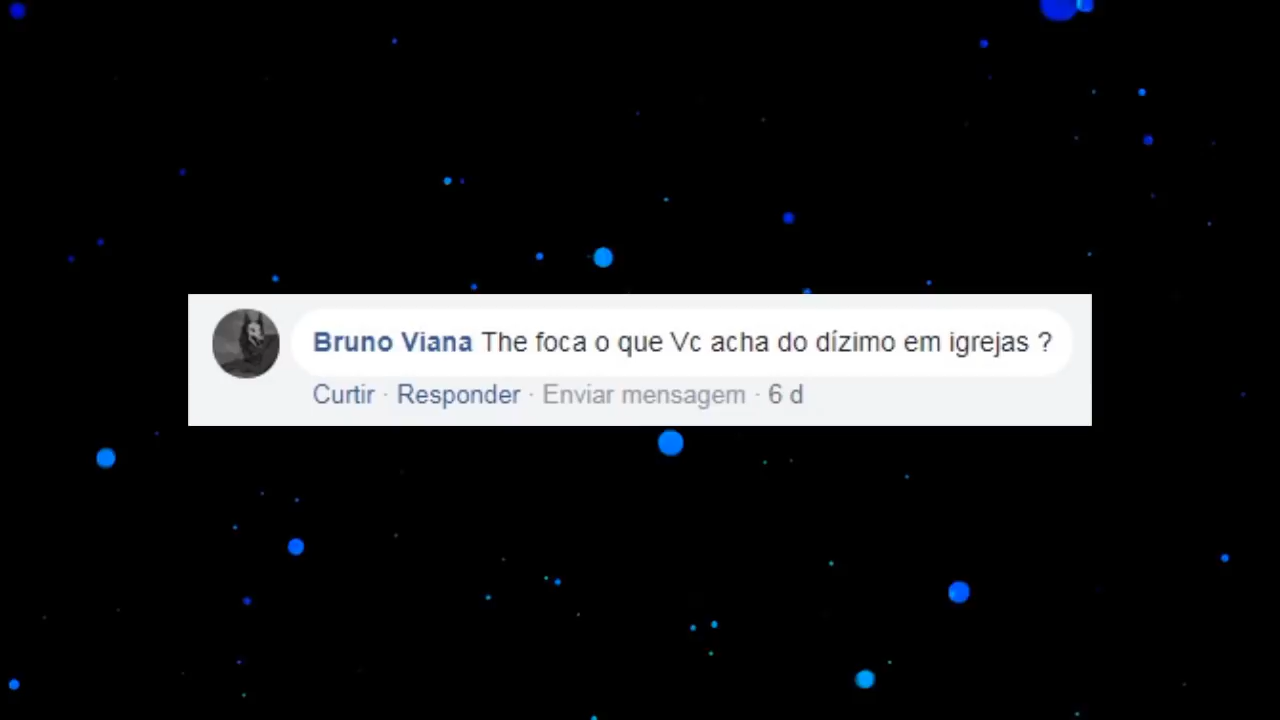 Bruno Viana The foca o que Vc acha do dízimo em igrejas ?
Curtir · Responder · Enviar mensagem · 6 d